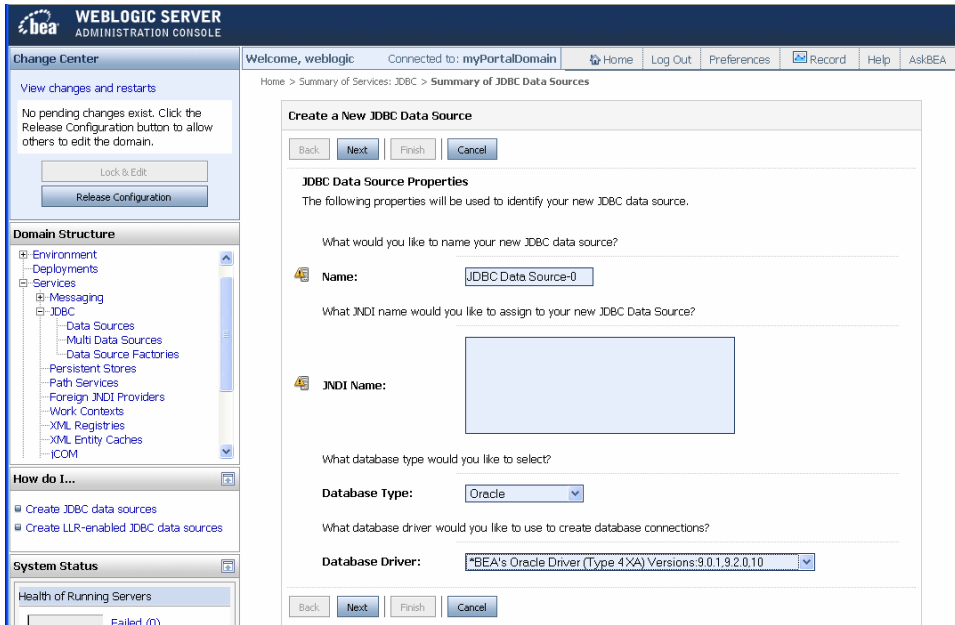 bea
WEBLOGIC SERVER
ADMINISTRATION CONSOLE
Change Center
View changes and restarts
No pending changes exist. Click the
Release Configuration button to allow
others to edit the domain.
Lock & Edit
Release Configuration
Domain Structure
Environment
Deployments
Services
Messaging
JDBC
Data Sources
Multi Data Sources
Data Source Factories
Persistent Stores
Path Services
Foreign JNDI Providers
Work Contexts
XML Registries
XML Entity Caches
jCOM
How do I...
Create JDBC data sources
Create LLR-enabled JDBC data sources
System Status
Health of Running Servers
Failed (0)
Welcome, weblogic
Connected to: myPortalDomain
Home
Log Out
Preferences
Record
Help
AskBEA
Home > Summary of Services: JDBC > Summary of JDBC Data Sources
Create a New JDBC Data Source
Back Next Finish Cancel
JDBC Data Source Properties
The following properties will be used to identify your new JDBC data source.
What would you like to name your new JDBC data source?
Name: JDBC Data Source-0
What JNDI name would you like to assign to your new JDBC Data Source?
JNDI Name:
What database type would you like to select?
Database Type: Oracle
What database driver would you like to use to create database connections?
Database Driver: *BEA's Oracle Driver (Type 4 XA) Versions:9.0.1,9.2.0,10
Back Next Finish Cancel